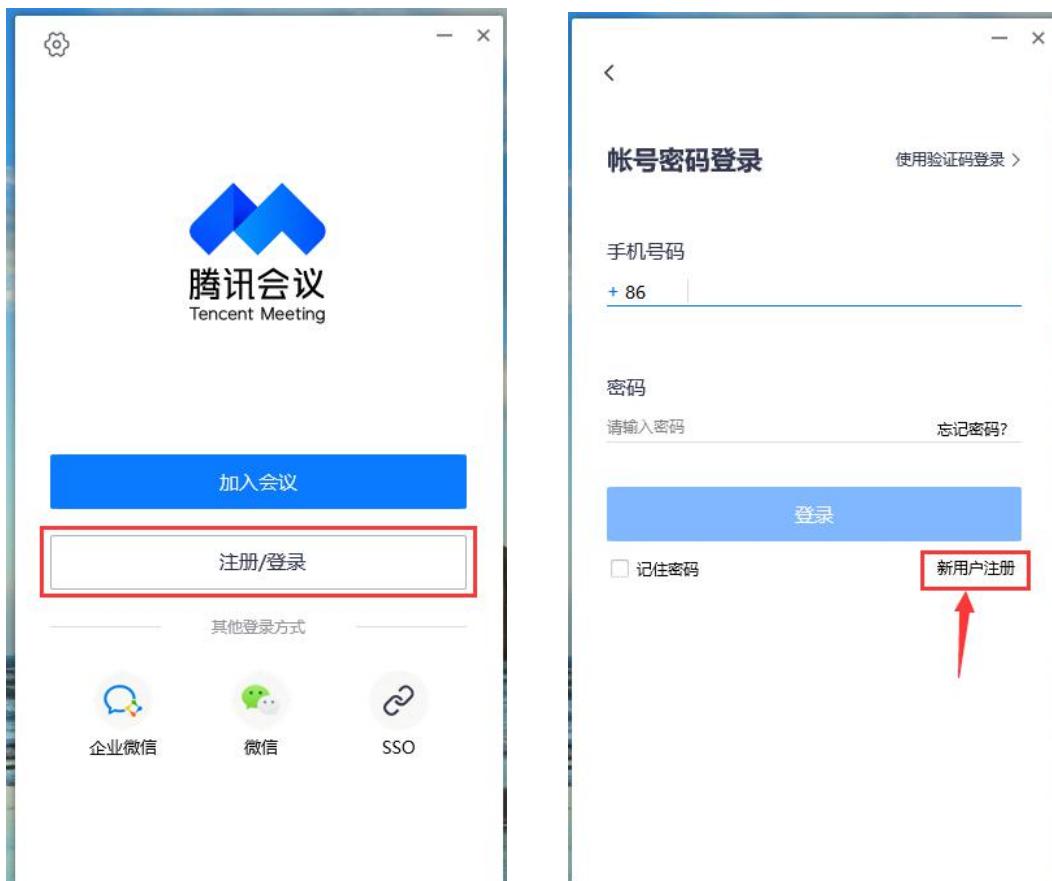 腾讯会议
Tencent Meeting
加入会议
注册/登录
其他登录方式
企业微信
微信
SSO
帐号密码登录
使用验证码登录 >
手机号码
+ 86
密码
请输入密码
忘记密码?
登录
记住密码
新用户注册